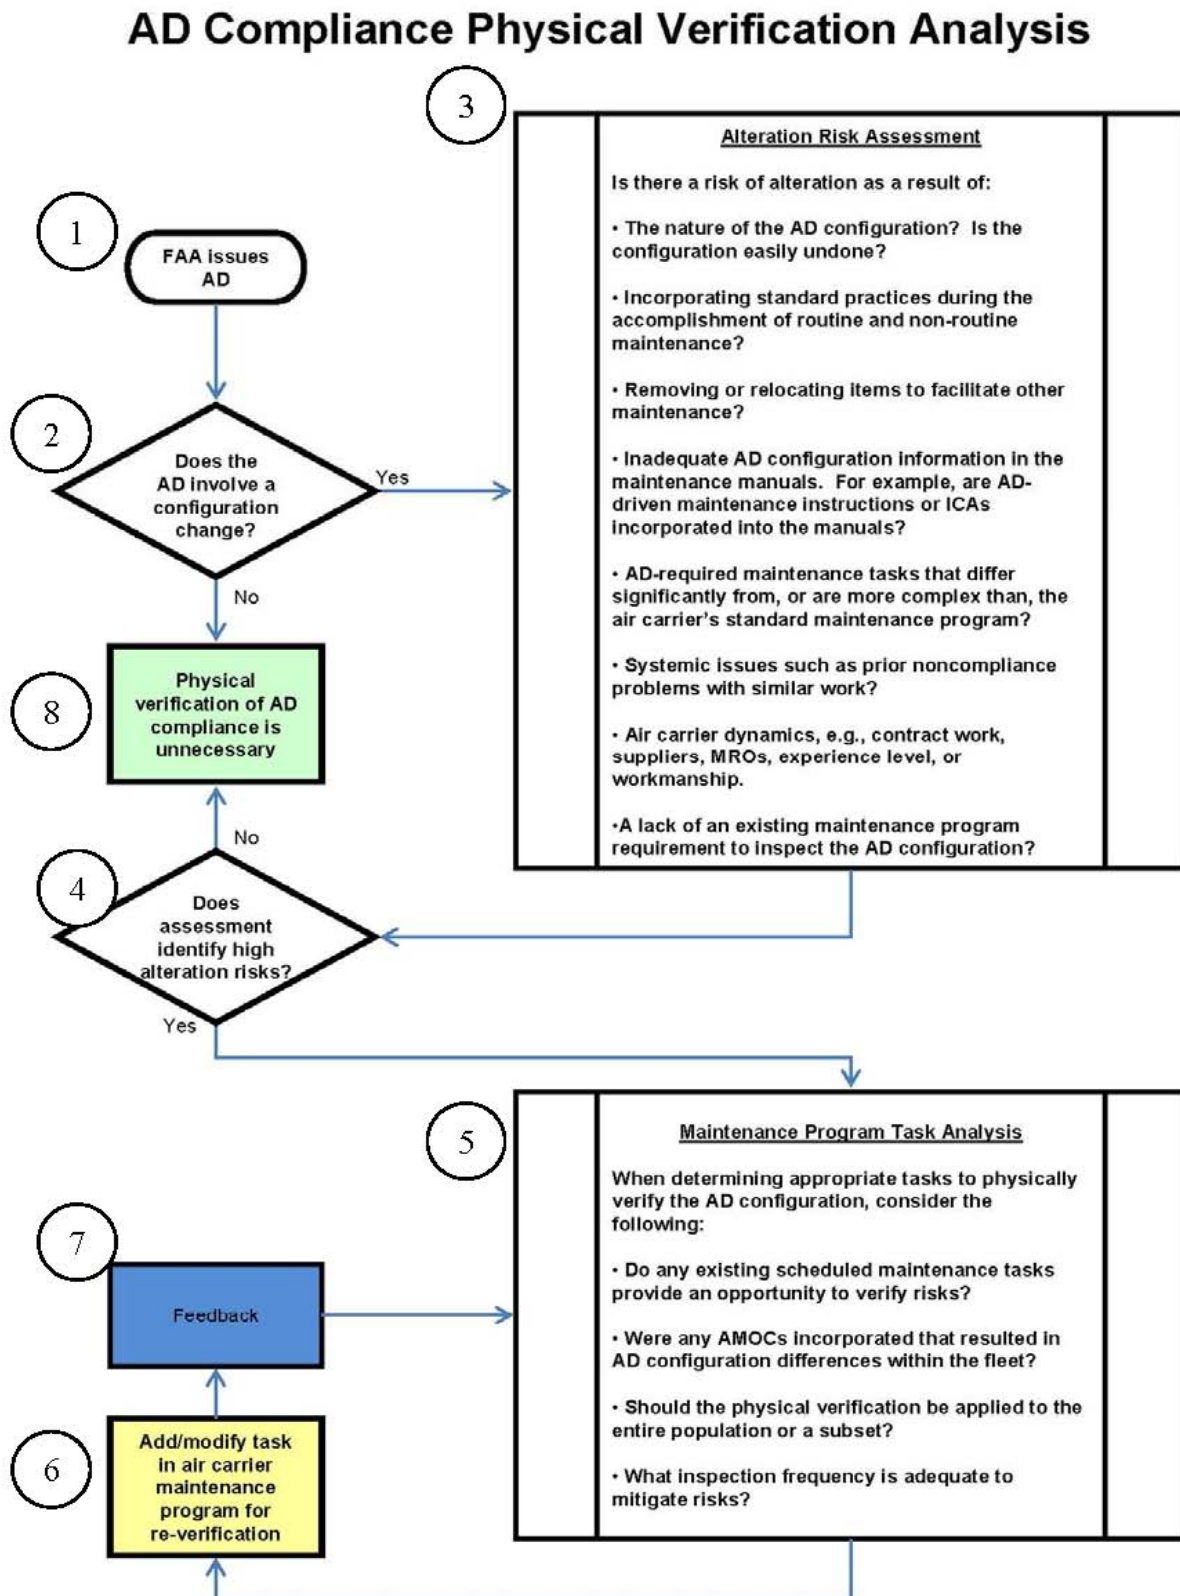 AD Compliance Physical Verification Analysis
1
FAA issues
AD
2
Does the
AD involve a
configuration
change?
Yes
No
3
Alteration Risk Assessment
Is there a risk of alteration as a result of:
• The nature of the AD configuration?  Is the
configuration easily undone?
• Incorporating standard practices during the
accomplishment of routine and non-routine
maintenance?
• Removing or relocating items to facilitate other
maintenance?
• Inadequate AD configuration information in the
maintenance manuals.  For example, are AD-
driven maintenance instructions or ICAs
incorporated into the manuals?
• AD-required maintenance tasks that differ
significantly from, or are more complex than, the
air carrier's standard maintenance program?
• Systemic issues such as prior noncompliance
problems with similar work?
• Air carrier dynamics, e.g., contract work,
suppliers, MROs, experience level, or
workmanship.
•A lack of an existing maintenance program
requirement to inspect the AD configuration?
8
Physical
verification of AD
compliance is
unnecessary
No
4
Does
assessment
identify high
alteration risks?
Yes
5
Maintenance Program Task Analysis
When determining appropriate tasks to physically
verify the AD configuration, consider the
following:
• Do any existing scheduled maintenance tasks
provide an opportunity to verify risks?
• Were any AMOCs incorporated that resulted in
AD configuration differences within the fleet?
• Should the physical verification be applied to the
entire population or a subset?
• What inspection frequency is adequate to
mitigate risks?
7
Feedback
6
Add/modify task
in air carrier
maintenance
program for
re-verification